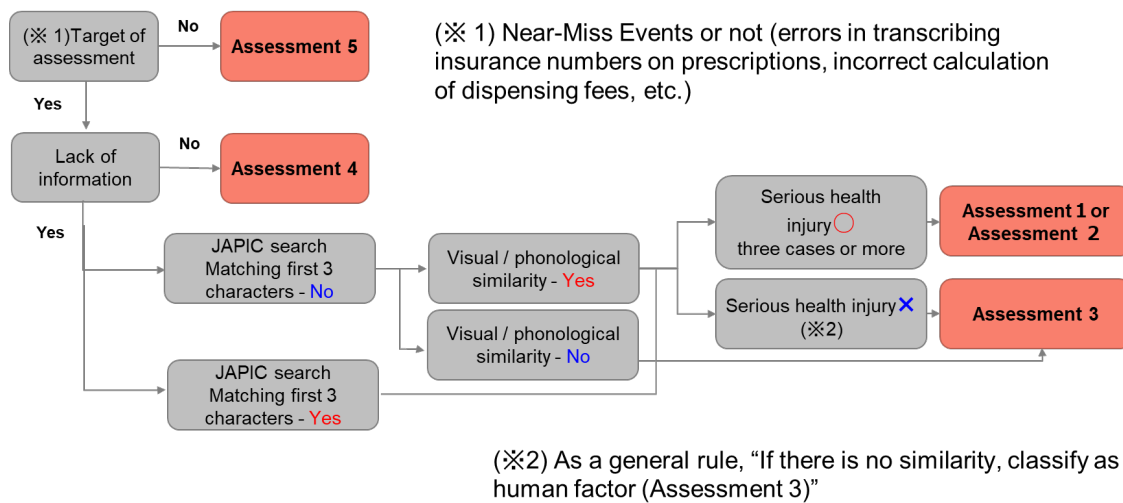 (※ 1)Target of
assessment
No
Assessment 5
(※ 1) Near-Miss Events or not (errors in transcribing
insurance numbers on prescriptions, incorrect calculation
of dispensing fees, etc.)
Yes
Lack of
information
No
Assessment 4
Yes
JAPIC search
Matching first 3
characters - No
Visual / phonological
similarity - Yes
Serious health
injury○
three cases or more
Assessment 1 or
Assessment 2
Visual / phonological
similarity - No
Serious health injury×
(※2)
Assessment 3
JAPIC search
Matching first 3
characters - Yes
(※2) As a general rule, “If there is no similarity, classify as
human factor (Assessment 3)”